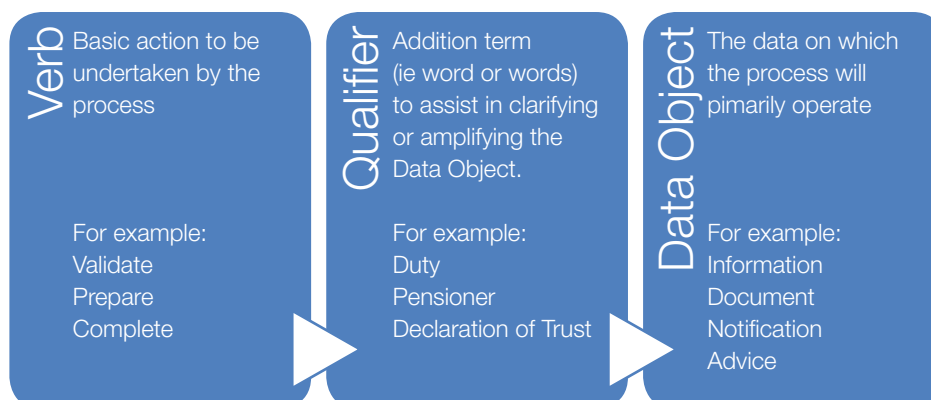 Verb
Basic action to be
undertaken by the
process
For example:
Validate
Prepare
Complete
Qualifier
Addition term
(ie word or words)
to assist in clarifying
or amplifying the
Data Object.
For example:
Duty
Pensioner
Declaration of Trust
Data Object
The data on which
the process will
pimarily operate
For example:
Information
Document
Notification
Advice